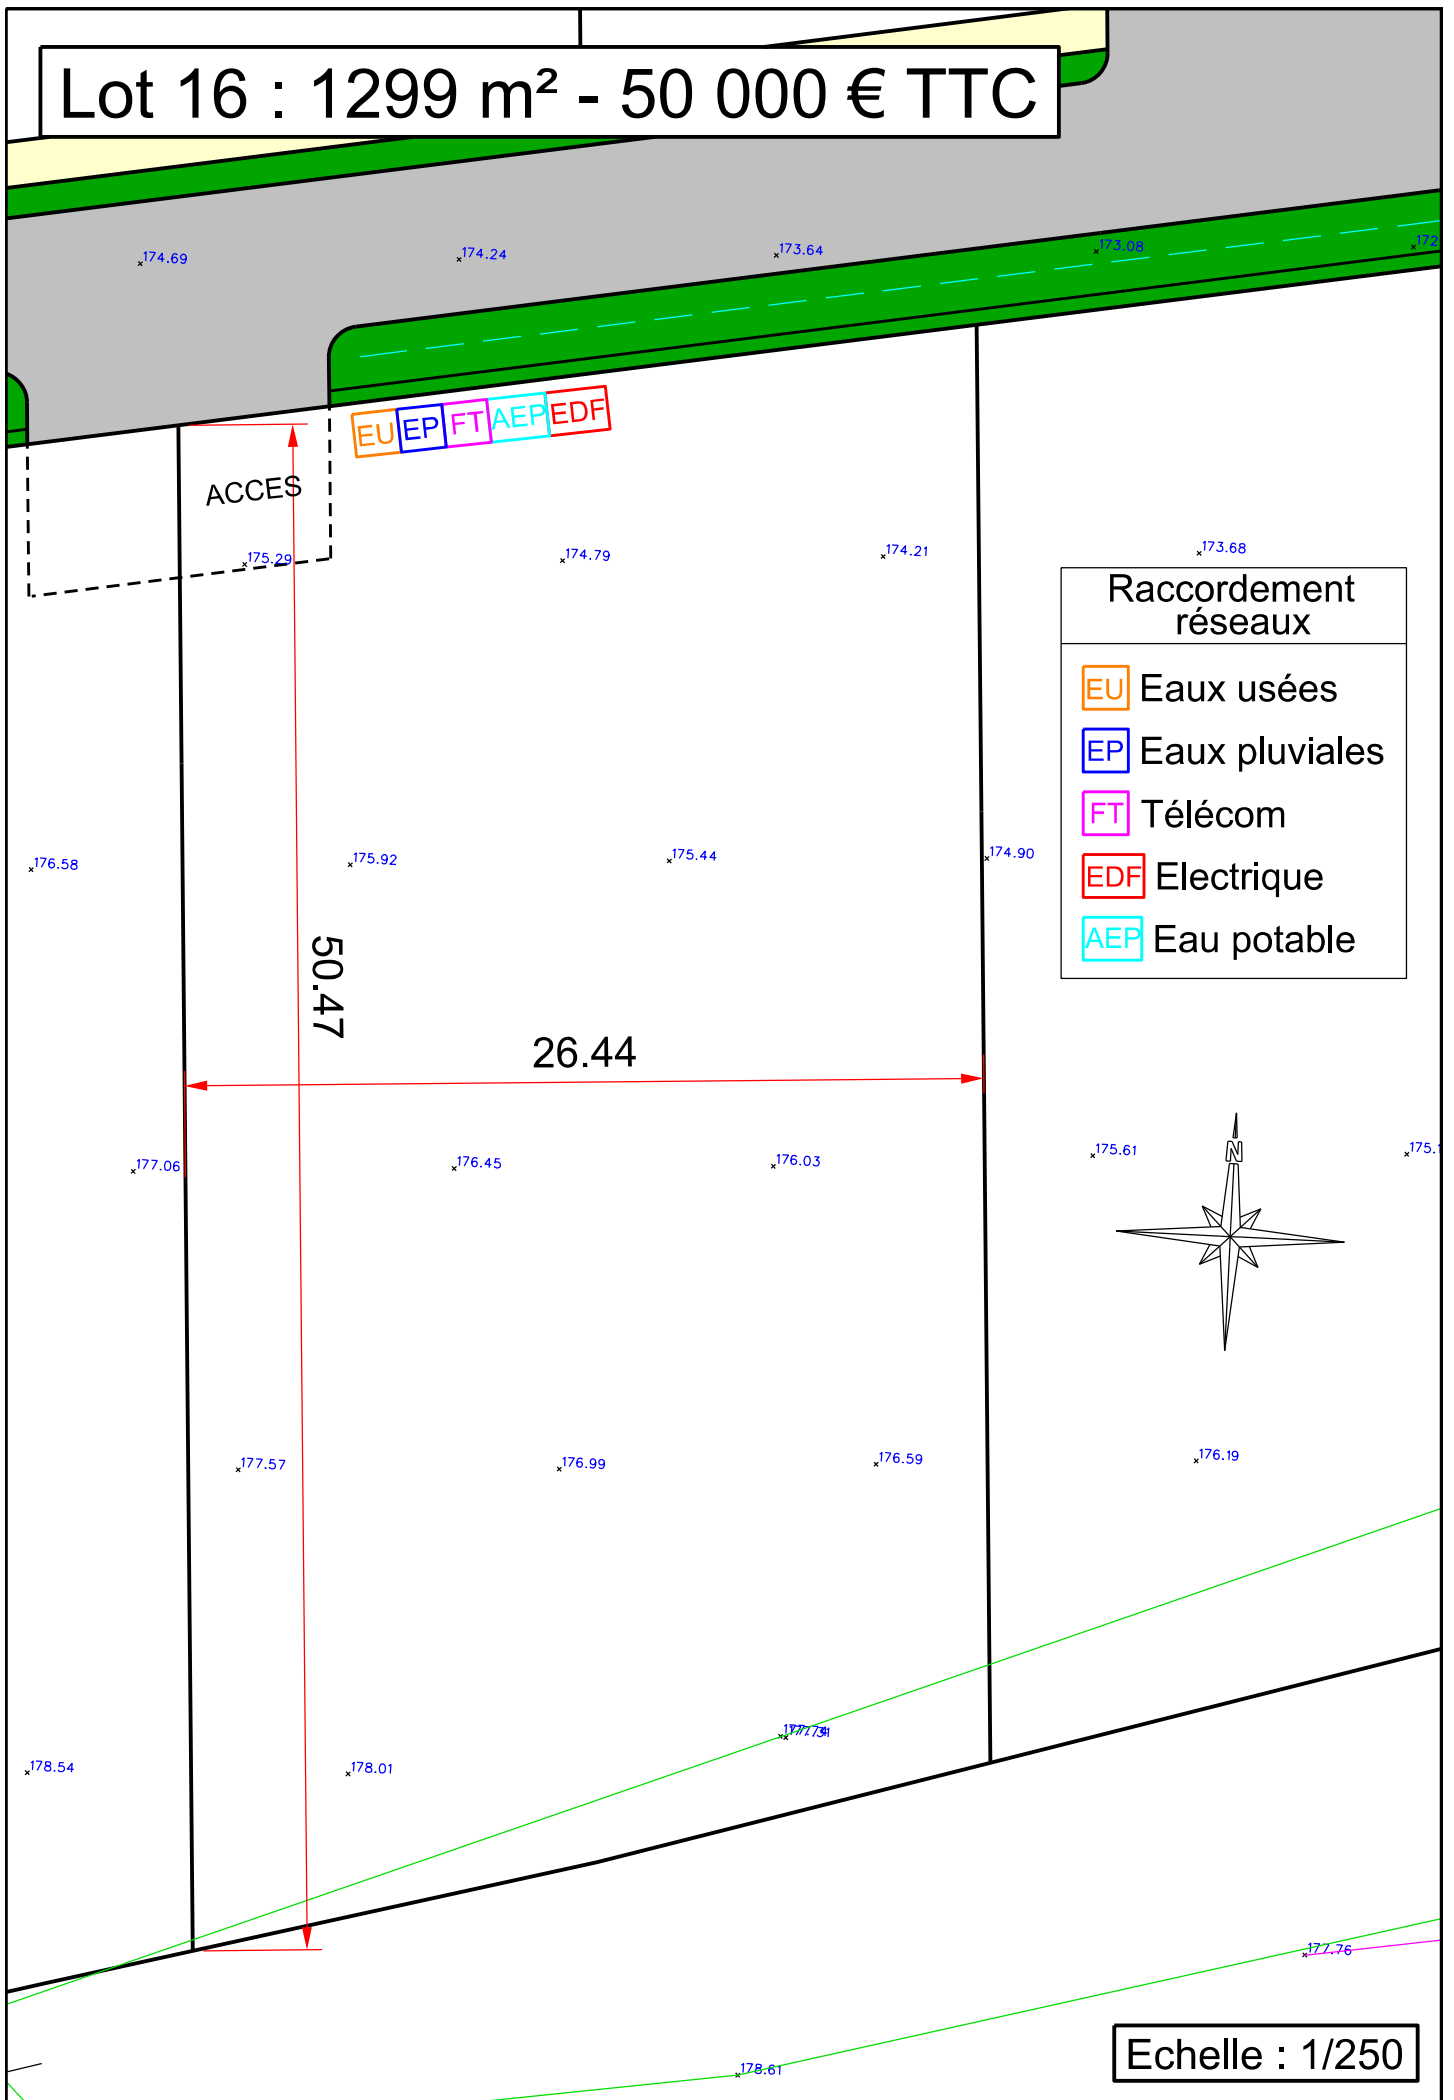 Lot 16 : 1299 m² - 50 000 € TTC
174.69
174.24
173.64
173.08
172
EU EP FT AEP EDF
ACCES
175.29
174.79
174.21
173.68
Raccordement
réseaux
EU Eaux usées
EP Eaux pluviales
FT Télécom
EDF Electrique
AEP Eau potable
176.58
175.92
175.44
174.90
50.47
26.44
177.06
176.45
176.03
175.61
175.1
N
177.57
176.99
176.59
176.19
178.54
178.01
177.76
178.61
Echelle : 1/250